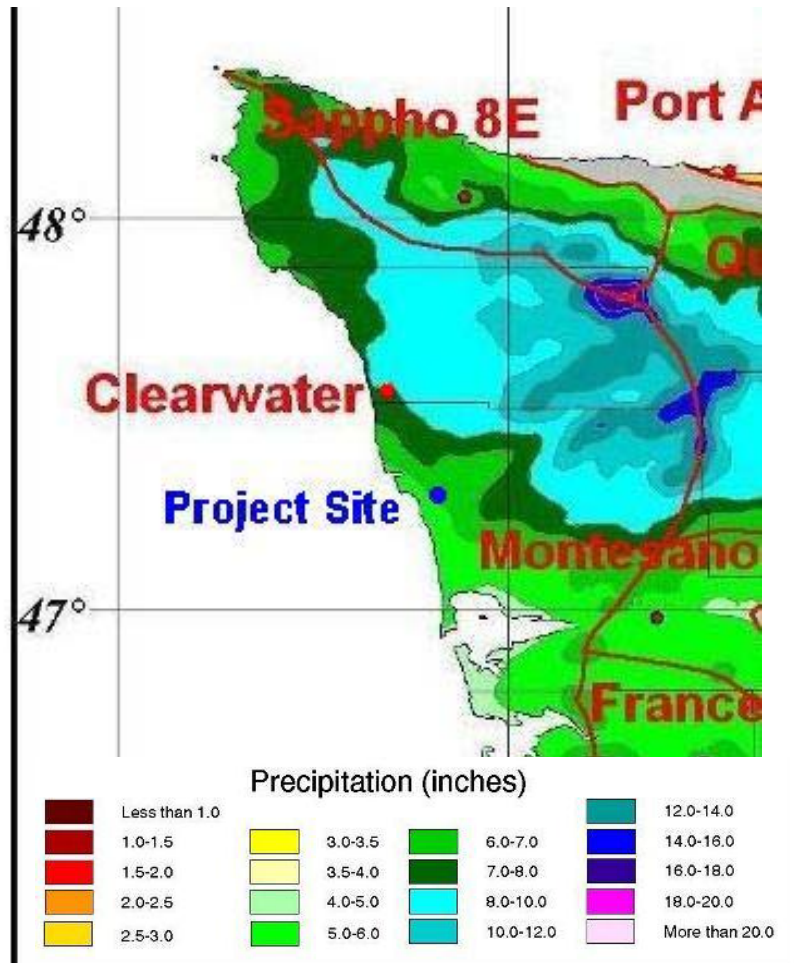 Sappho 8E
Port A
48°
Qu
Clearwater
Project Site
Montesano
47°
France
Precipitation (inches)
Less than 1.0
1.0-1.5
1.5-2.0
2.0-2.5
2.5-3.0
3.0-3.5
3.5-4.0
4.0-5.0
5.0-6.0
6.0-7.0
7.0-8.0
8.0-10.0
10.0-12.0
12.0-14.0
14.0-16.0
16.0-18.0
18.0-20.0
More than 20.0